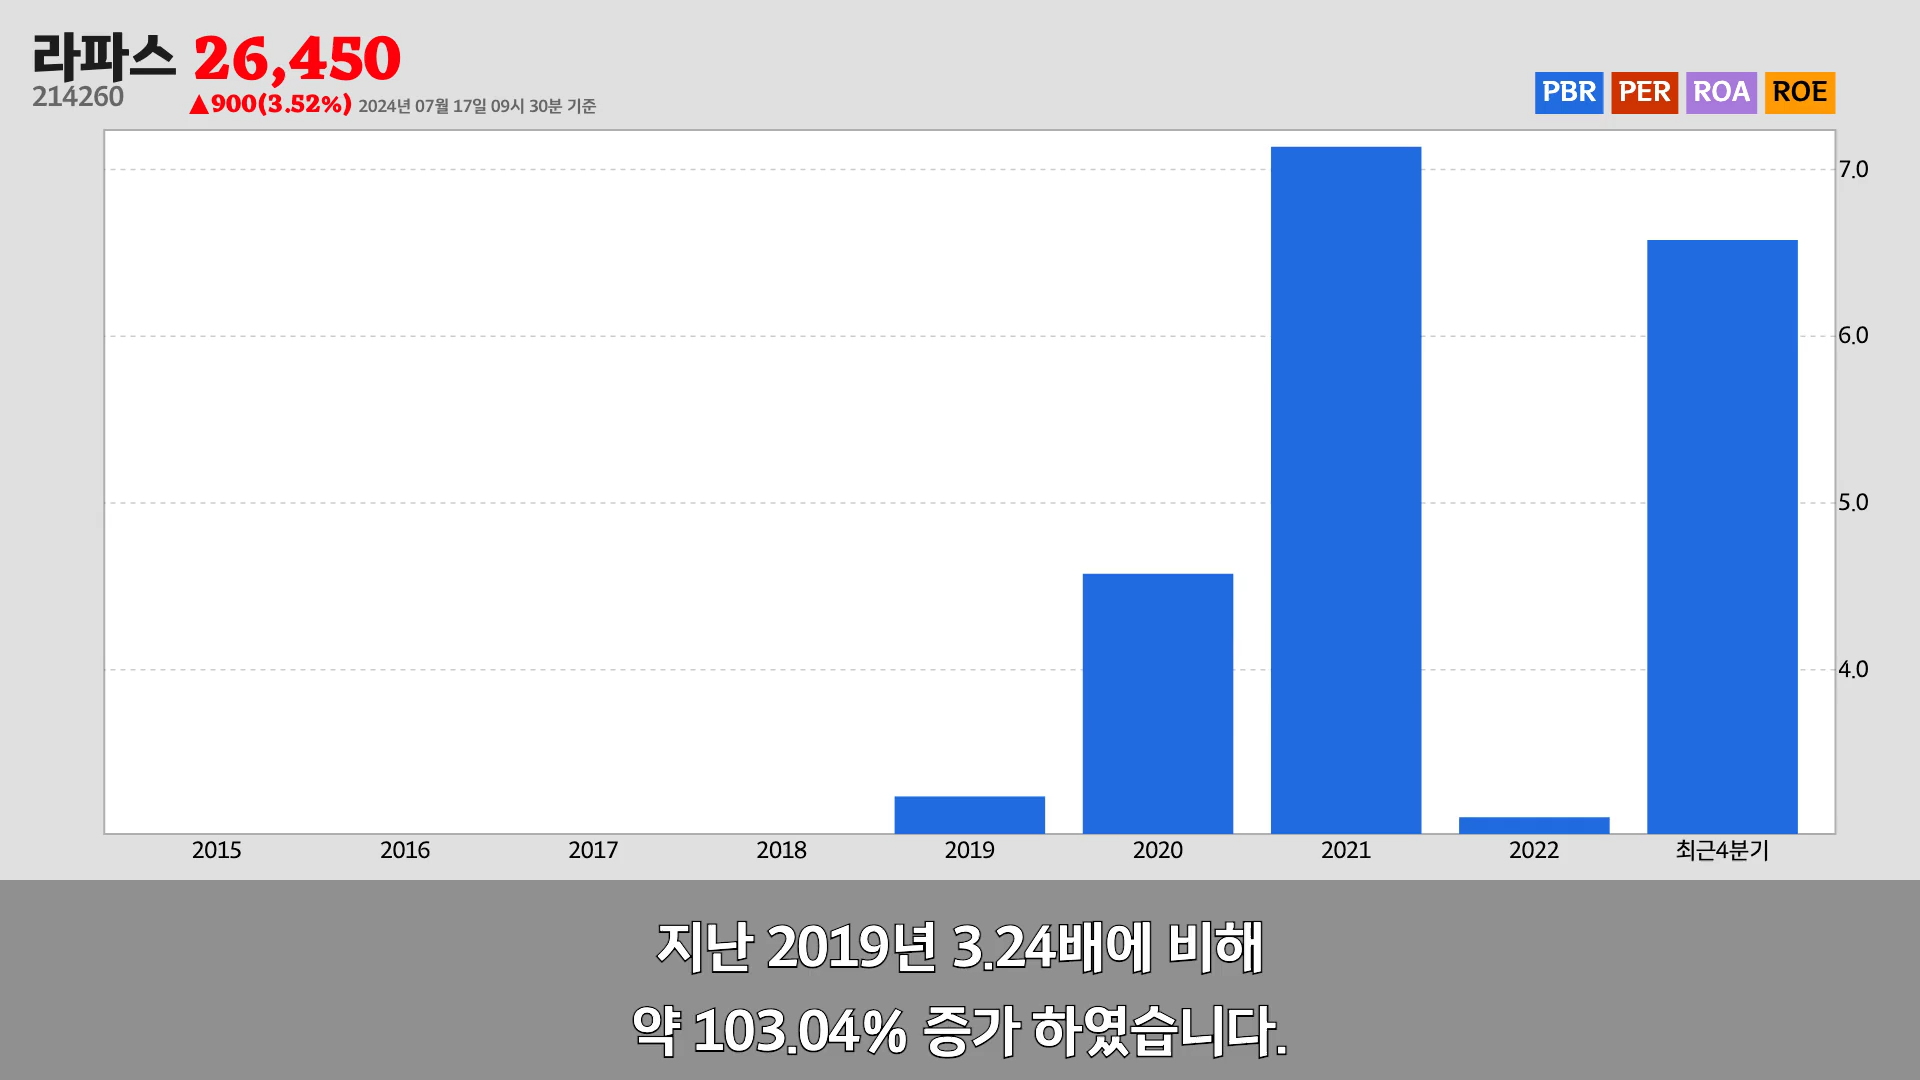 라파스 26,450
214260
▲900(3.52%) 2024년 07월 17일 09시 30분 기준
PBR PER ROA ROE
7.0
6.0
5.0
4.0
2015 2016 2017 2018 2019 2020 2021 2022 최근4분기
지난 2019년 3.24배에 비해
약 103.04% 증가 하였습니다.